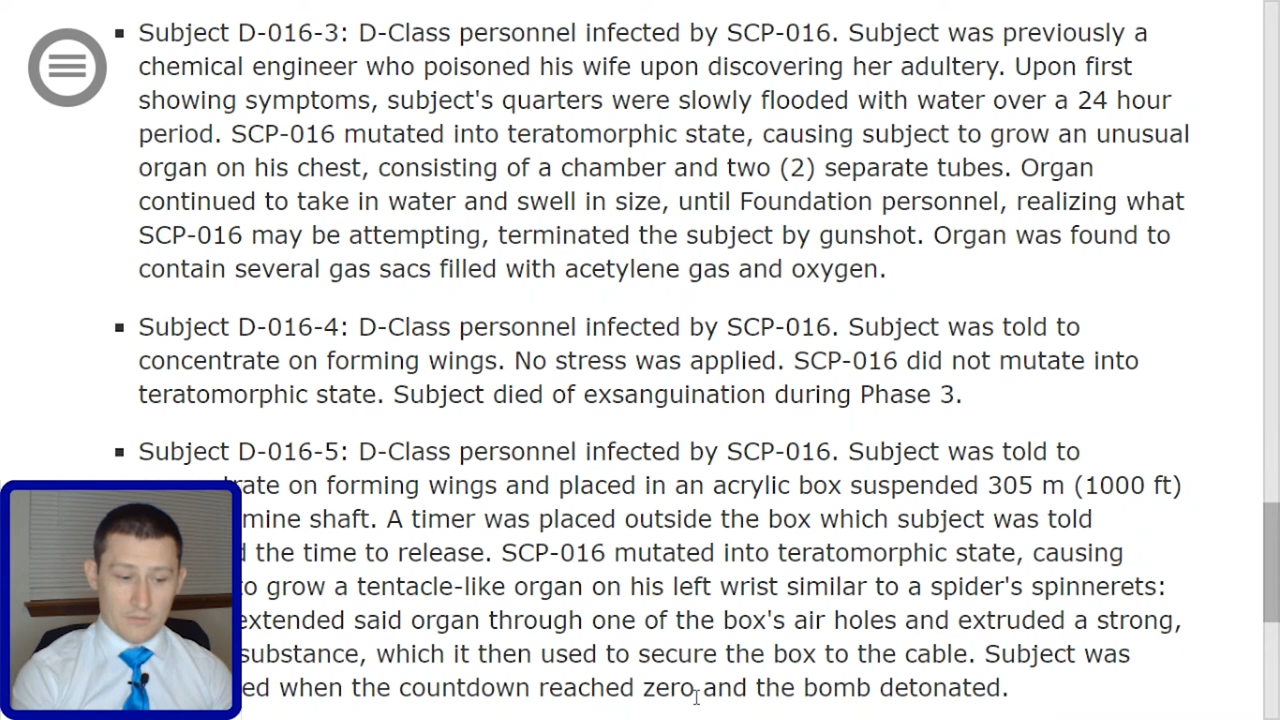 Subject D-016-3: D-Class personnel infected by SCP-016. Subject was previously a
chemical engineer who poisoned his wife upon discovering her adultery. Upon first
showing symptoms, subject's quarters were slowly flooded with water over a 24 hour
period. SCP-016 mutated into teratomorphic state, causing subject to grow an unusual
organ on his chest, consisting of a chamber and two (2) separate tubes. Organ
continued to take in water and swell in size, until Foundation personnel, realizing what
SCP-016 may be attempting, terminated the subject by gunshot. Organ was found to
contain several gas sacs filled with acetylene gas and oxygen.
Subject D-016-4: D-Class personnel infected by SCP-016. Subject was told to
concentrate on forming wings. No stress was applied. SCP-016 did not mutate into
teratomorphic state. Subject died of exsanguination during Phase 3.
Subject D-016-5: D-Class personnel infected by SCP-016. Subject was told to
on forming wings and placed in an acrylic box suspended 305 m (1000 ft)
mine shaft. A timer was placed outside the box which subject was told
the time to release. SCP-016 mutated into teratomorphic state, causing
grow a tentacle-like organ on his left wrist similar to a spider's spinnerets:
extended said organ through one of the box's air holes and extruded a strong,
substance, which it then used to secure the box to the cable. Subject was
when the countdown reached zero and the bomb detonated.